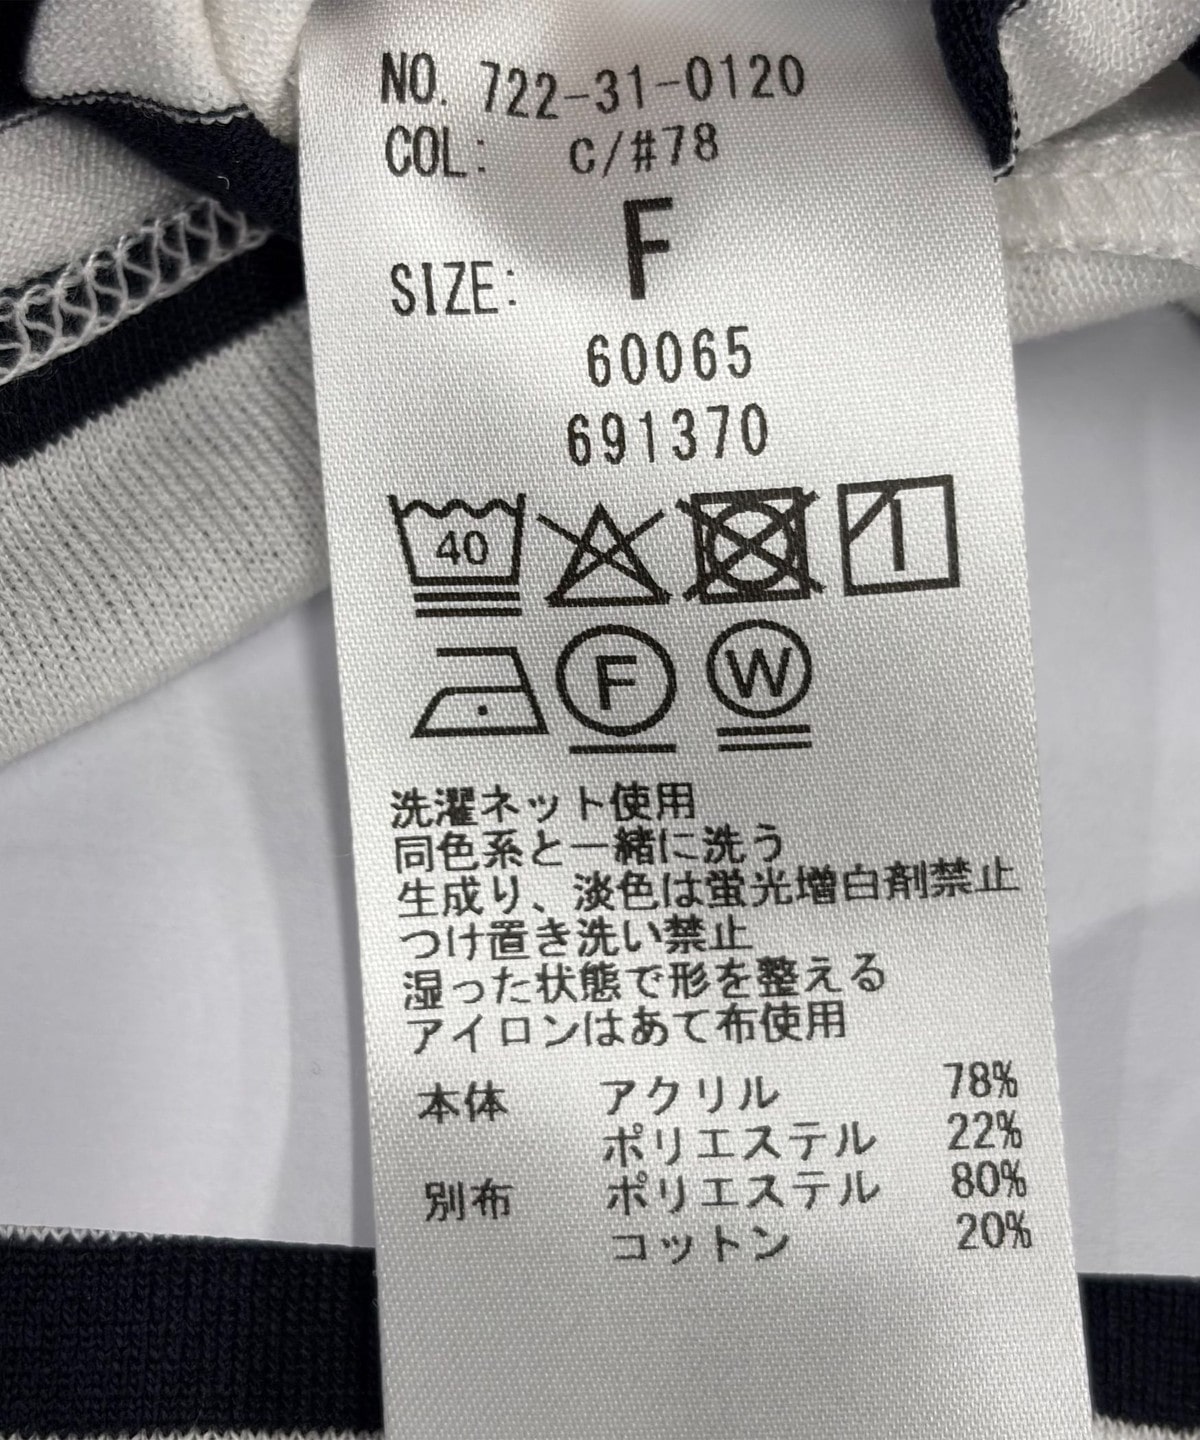 NO. 722-31-0120
COL: C/#78
SIZE: F
60065
691370
40
F W
洗濯ネット使用
同色系と一緒に洗う
生成り、淡色は蛍光増白剤禁止
つけ置き洗い禁止
湿った状態で形を整える
アイロンはあて布使用
本体 アクリル 78%
ポリエステル 22%
別布 ポリエステル 80%
コットン 20%